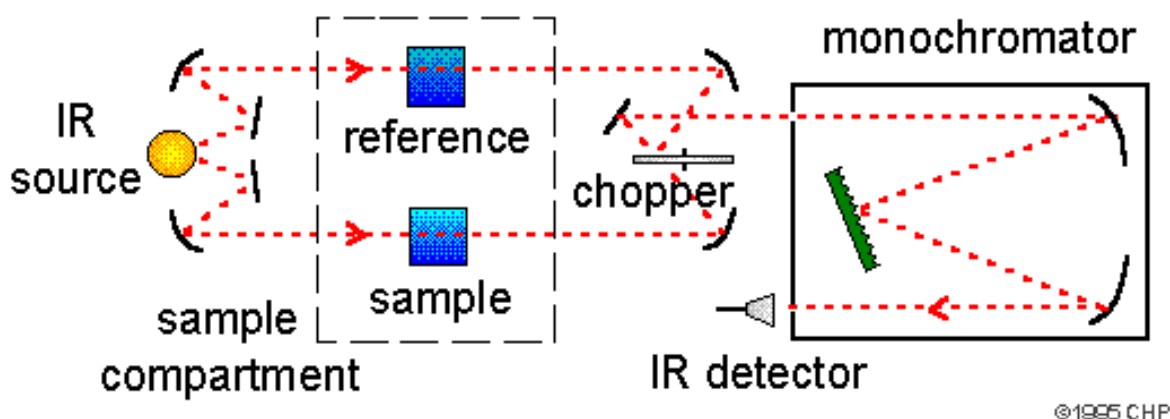 monochromator
IR
source
reference
chopper
sample
sample
compartment
IR detector
©1995 CHP